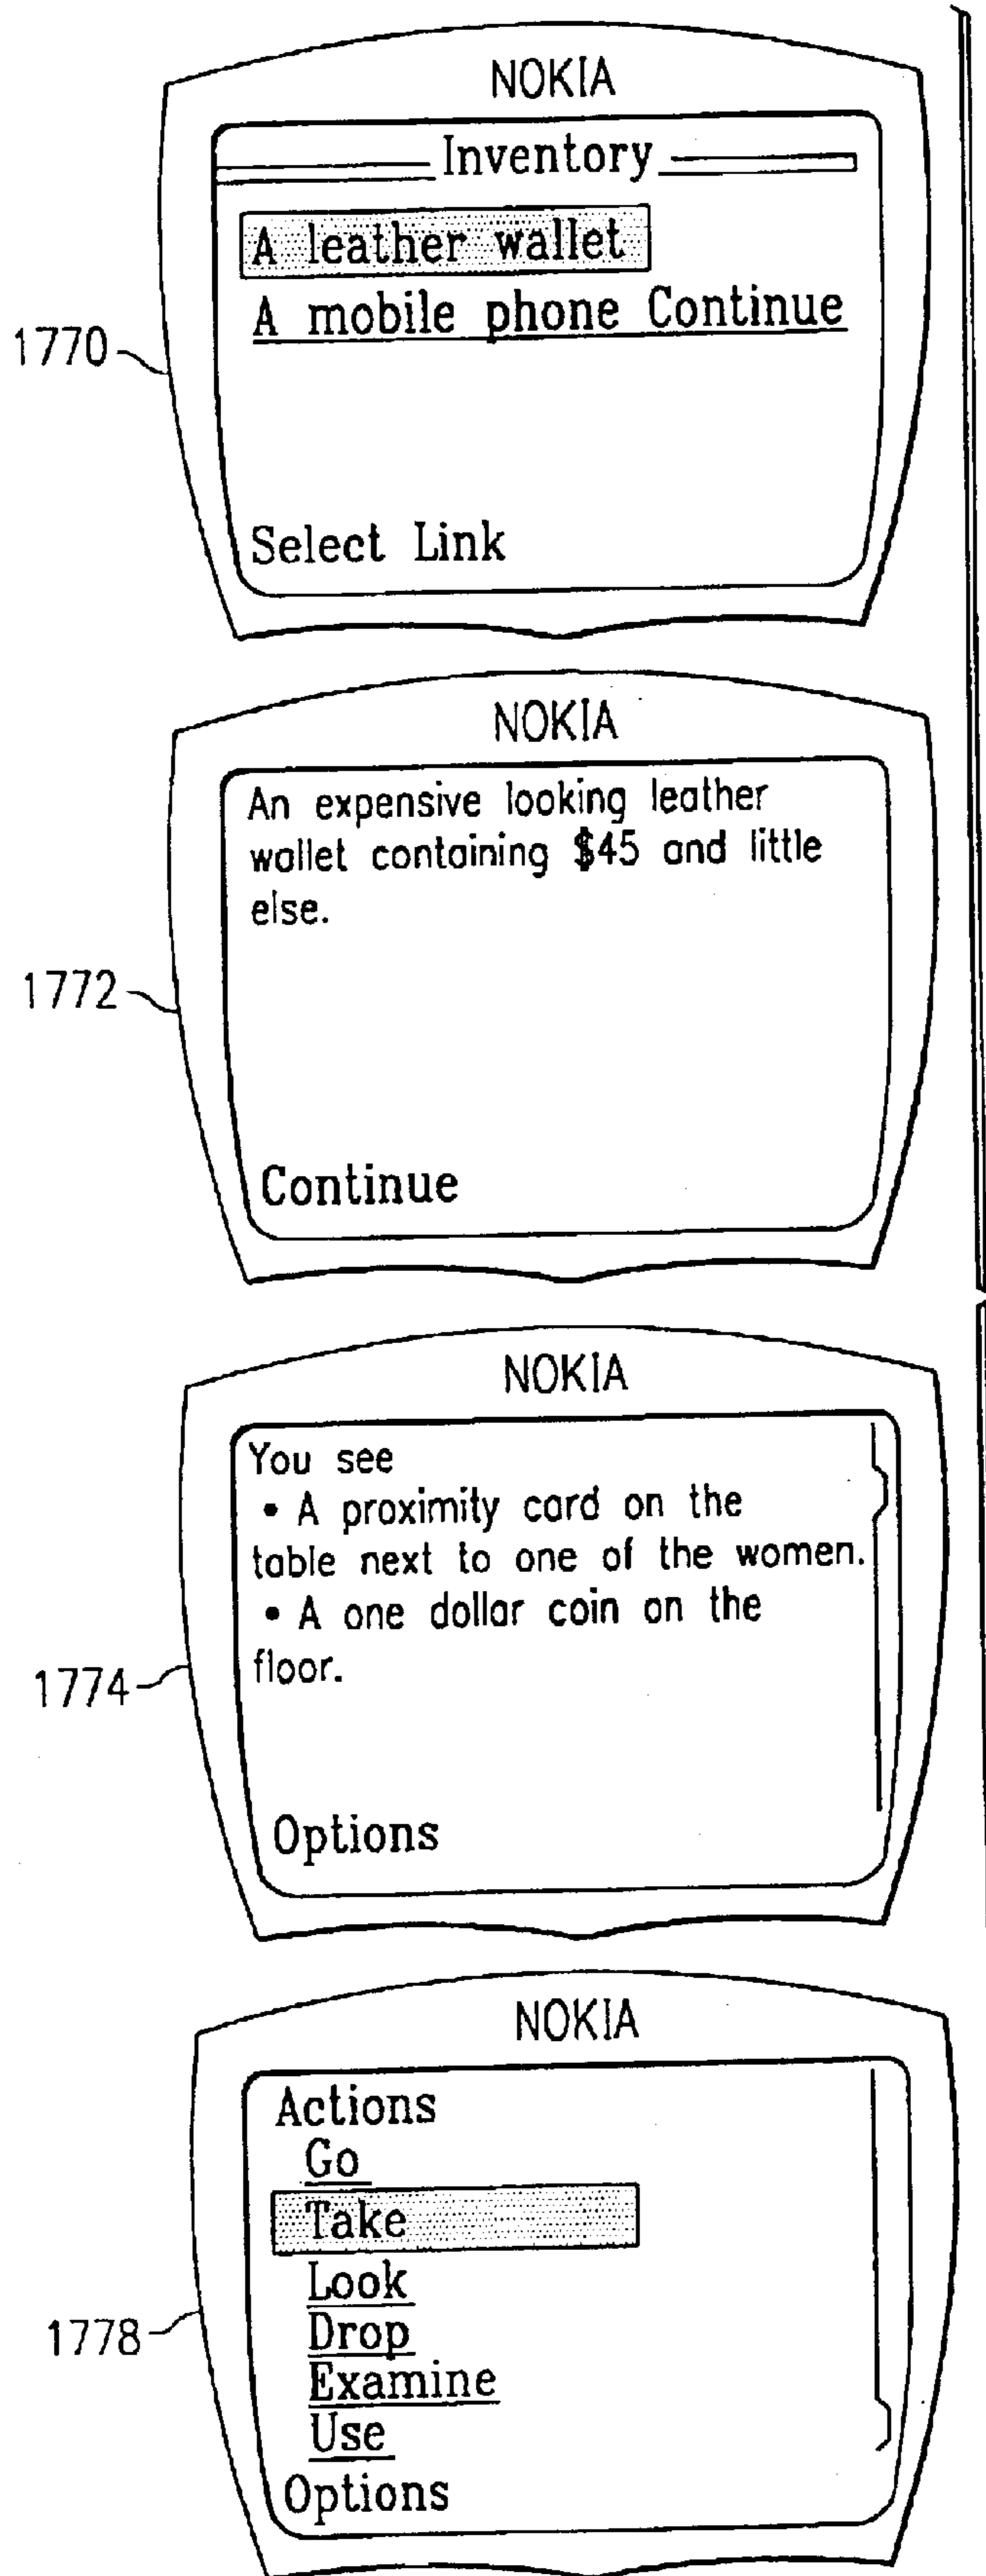 NOKIA
Inventory
A leather wallet
A mobile phone Continue
1770
Select Link
NOKIA
An expensive looking leather
wallet containing $45 and little
else.
1772
Continue
NOKIA
You see
• A proximity card on the
table next to one of the women.
• A one dollar coin on the
floor.
1774
Options
NOKIA
Actions
Go
Take
Look
1778
Drop
Examine
Use
Options